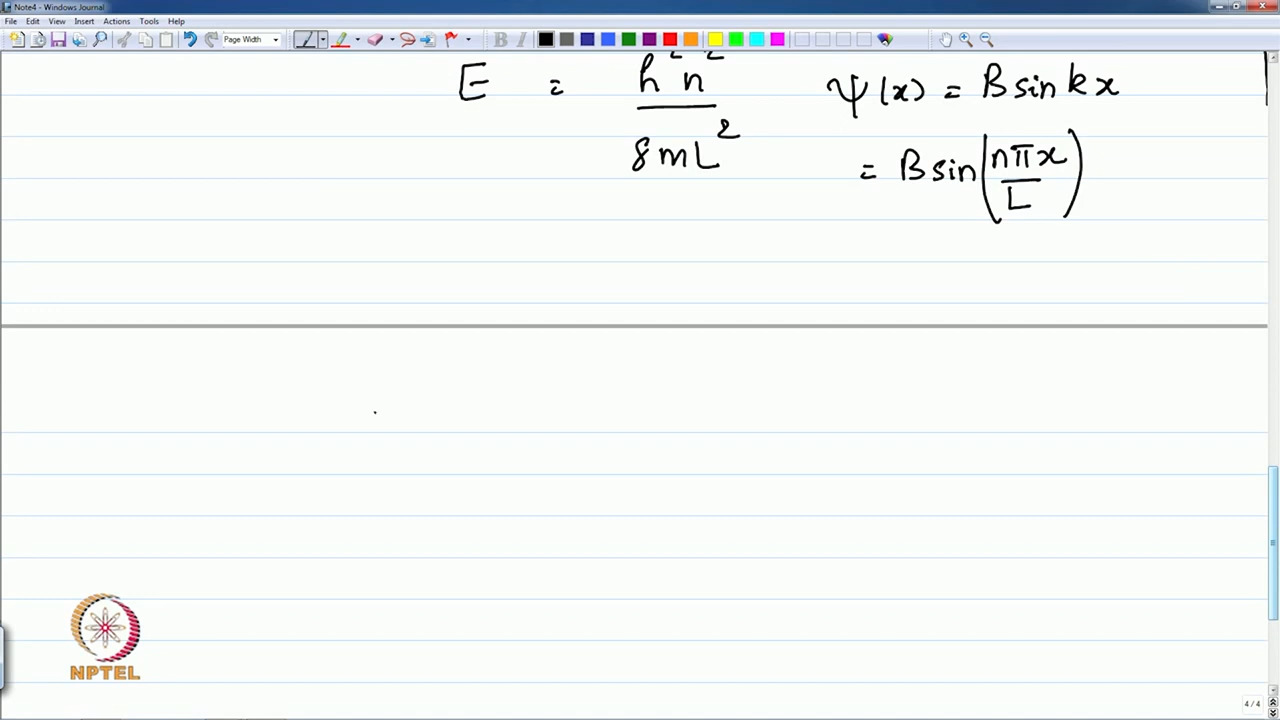 Note4 - Windows Journal
File Edit View Insert Actions Tools Help
Page Width
E = h²n² / 8mL²
ψ(x) = B sin kx
= B sin(nπx / L)
NPTEL
4 / 4